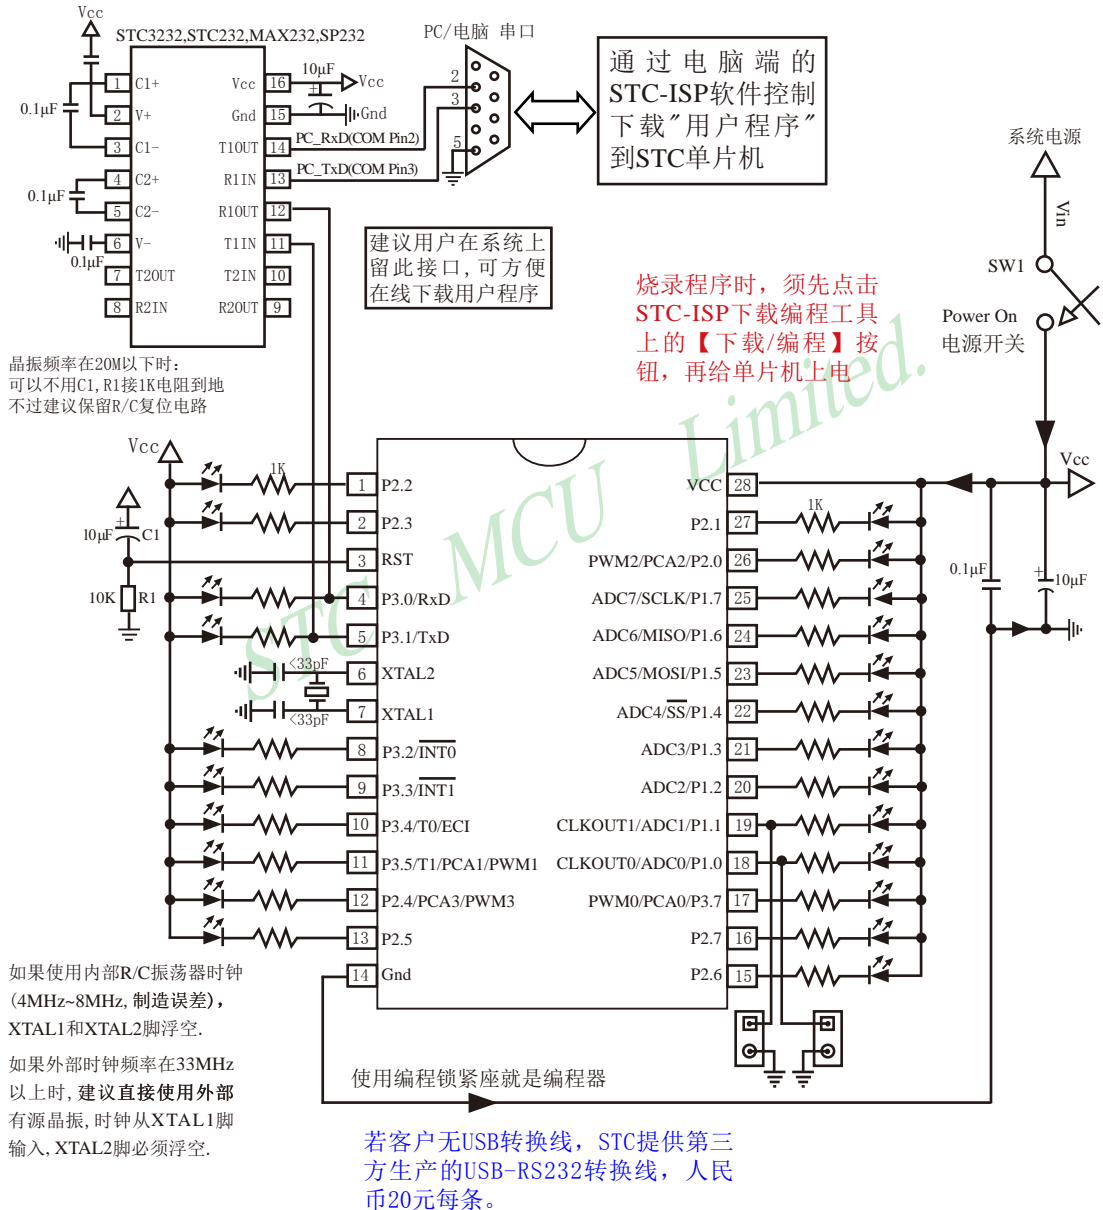 Vcc
STC3232,STC232,MAX232,SP232
PC/电脑 串口
1 C1+
2 V+
3 C1-
4 C2+
5 C2-
6 V-
7 T2OUT
8 R2IN
Vcc 16
Gnd 15
T1OUT 14
R1IN 13
R1OUT 12
T1IN 11
T2IN 10
R2OUT 9
0.1μF
0.1μF
0.1μF
10μF
+
Vcc
Gnd
PC_RxD(COM Pin2)
PC_TxD(COM Pin3)
2
3
5
通过电脑端的
STC-ISP软件控制
下载"用户程序"
到STC单片机
建议用户在系统上
留此接口,可方便
在线下载用户程序
系统电源
Vin
SW1
Power On
电源开关
烧录程序时，须先点击
STC-ISP下载编程工具
上的【下载/编程】按
钮，再给单片机上电
晶振频率在20M以下时:
可以不用C1,R1接1K电阻到地
不过建议保留R/C复位电路
STC MCU Limited.
Vcc
1K
10μF
+
C1
10K
R1
<33pF
<33pF
1 P2.2
2 P2.3
3 RST
4 P3.0/RxD
5 P3.1/TxD
6 XTAL2
7 XTAL1
8 P3.2/INT0
9 P3.3/INT1
10 P3.4/T0/ECI
11 P3.5/T1/PCA1/PWM1
12 P2.4/PCA3/PWM3
13 P2.5
14 Gnd
VCC 28
P2.1 27
PWM2/PCA2/P2.0 26
ADC7/SCLK/P1.7 25
ADC6/MISO/P1.6 24
ADC5/MOSI/P1.5 23
ADC4/SS/P1.4 22
ADC3/P1.3 21
ADC2/P1.2 20
CLKOUT1/ADC1/P1.1 19
CLKOUT0/ADC0/P1.0 18
PWM0/PCA0/P3.7 17
P2.7 16
P2.6 15
1K
Vcc
0.1μF
+
10μF
如果使用内部R/C振荡器时钟
(4MHz~8MHz,制造误差),
XTAL1和XTAL2脚浮空.
如果外部时钟频率在33MHz
以上时,建议直接使用外部
有源晶振,时钟从XTAL1脚
输入,XTAL2脚必须浮空.
使用编程锁紧座就是编程器
若客户无USB转换线，STC提供第三
方生产的USB-RS232转换线，人民
币20元每条。